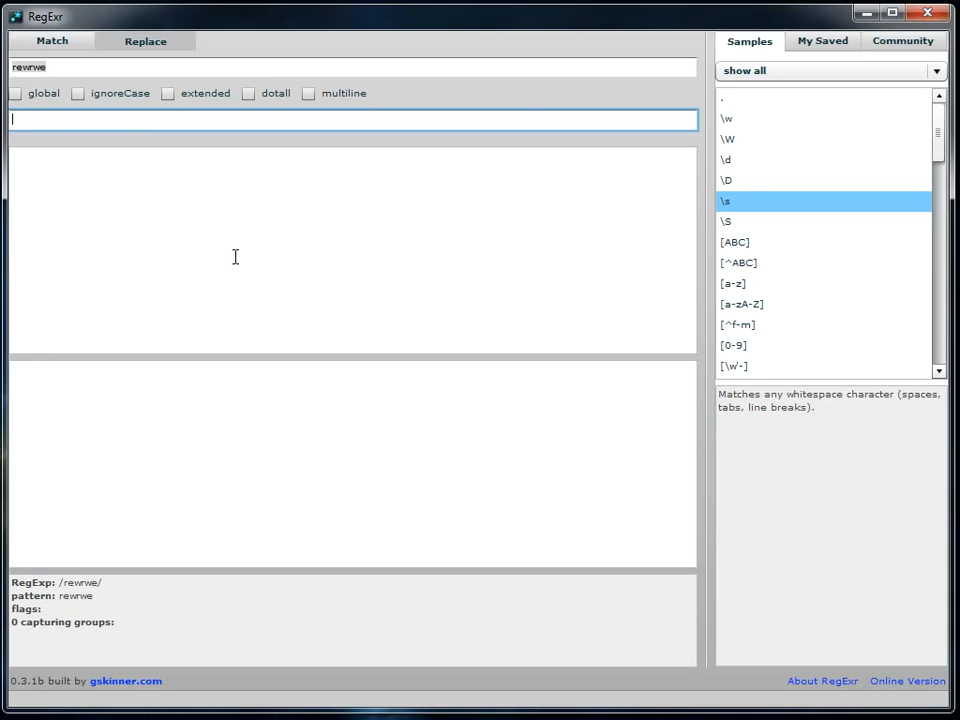 RegExr
Match
Replace
Samples
My Saved
Community
rewrwe
show all
global
ignoreCase
extended
dotall
multiline
.
\w
\W
\d
\D
\s
\S
[ABC]
[^ABC]
[a-z]
[a-zA-Z]
[^f-m]
[0-9]
[\w'-]
Matches any whitespace character (spaces,
tabs, line breaks).
RegExp: /rewrwe/
pattern: rewrwe
flags:
0 capturing groups:
0.3.1b built by gskinner.com
About RegExr
Online Version